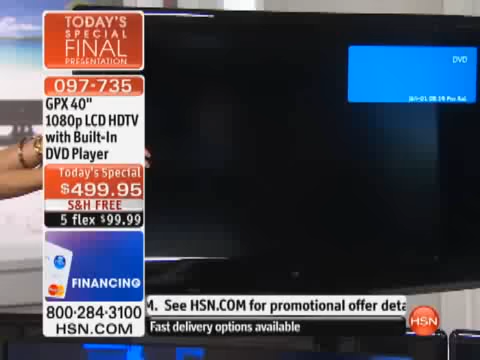 TODAY'S
SPECIAL
FINAL
PRESENTATION
097-735
GPX 40"
1080p LCD HDTV
with Built-In
DVD Player
Today's Special
$499.95
S&H FREE
5 flex $99.99
FINANCING
800·284·3100
HSN.COM
DVD
M. See HSN.COM for promotional offer deta
Fast delivery options available
HSN